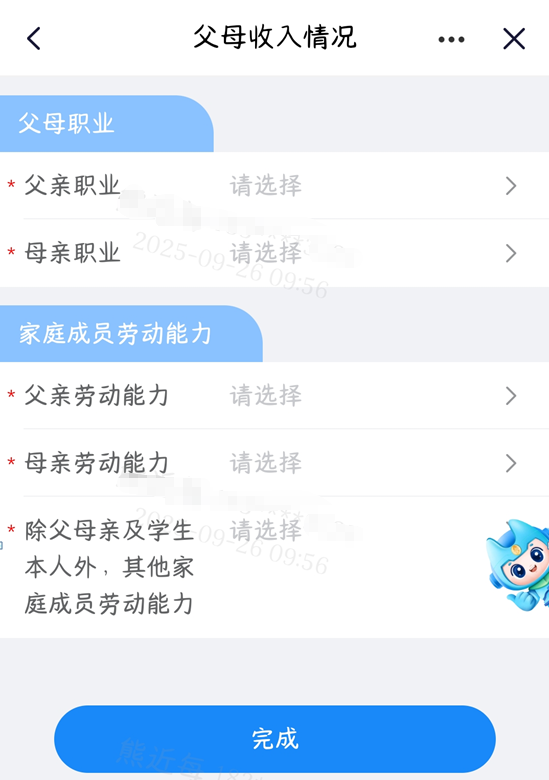 父母收入情况
父母职业
* 父亲职业 请选择
* 母亲职业 请选择
2025-09-26 09:56
家庭成员劳动能力
* 父亲劳动能力 请选择
* 母亲劳动能力 请选择
* 除父母亲及学生 请选择
2025-09-26 09:56
本人外，其他家
庭成员劳动能力
完成